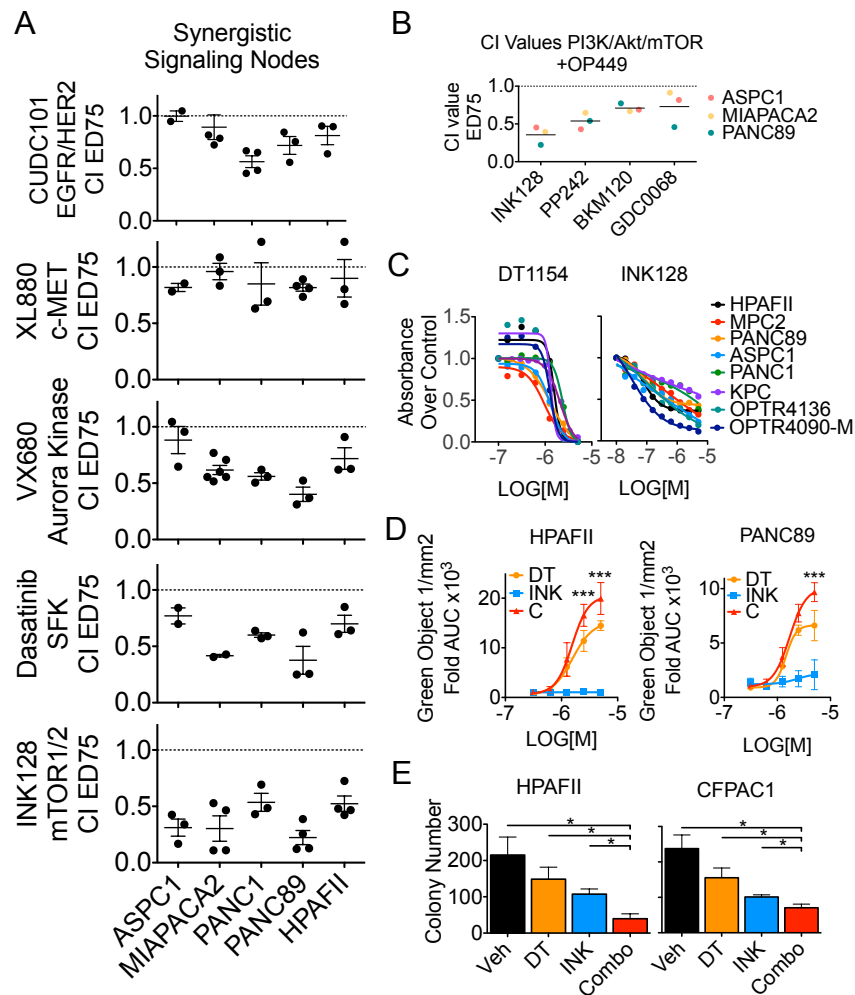 A
Synergistic
Signaling Nodes
CUDC101
EGFR/HER2
CI ED75
1.0
0.5
0.0
XL880
c-MET
CI ED75
1.0
0.5
0.0
VX680
Aurora Kinase
CI ED75
1.0
0.5
0.0
Dasatinib
SFK
CI ED75
1.0
0.5
0.0
INK128
mTOR1/2
CI ED75
1.0
0.5
0.0
ASPC1
MIAPACA2
PANC1
PANC89
HPAFII
B
CI Values PI3K/Akt/mTOR
+OP449
CI value
ED75
1.0
0.5
0.0
INK128
PP242
BKM120
GDC0068
ASPC1
MIAPACA2
PANC89
C
DT1154
INK128
Absorbance
Over Control
1.5
1.0
0.5
0.0
-7 -6 -5
LOG[M]
-8 -7 -6 -5
LOG[M]
HPAFII
MPC2
PANC89
ASPC1
PANC1
KPC
OPTR4136
OPTR4090-M
D
HPAFII
Green Object 1/mm2
Fold AUC x10³
20
10
0
DT
INK
C
***
***
-7 -6 -5
LOG[M]
PANC89
Green Object 1/mm2
Fold AUC x10³
10
5
0
DT
INK
C
***
-7 -6 -5
LOG[M]
E
HPAFII
CFPAC1
Colony Number
300
200
100
0
*
*
*
Veh
DT
INK
Combo
*
*
*
Veh
DT
INK
Combo